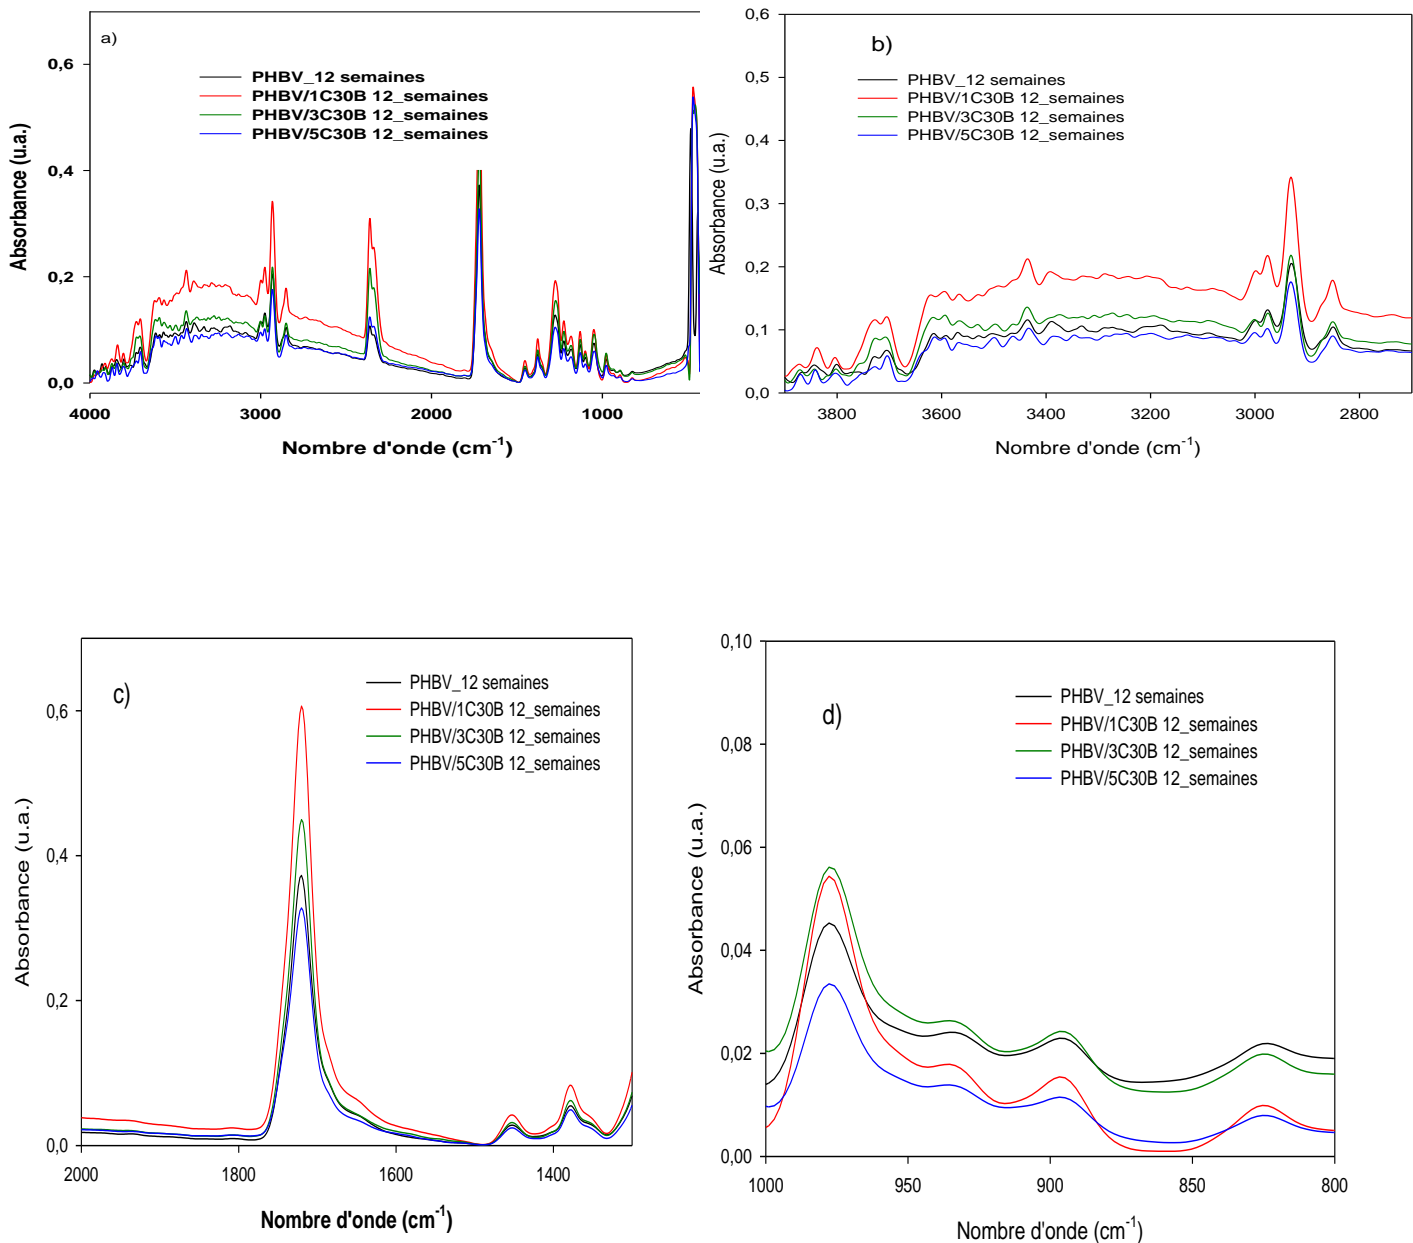 a)
PHBV_12 semaines
PHBV/1C30B 12_semaines
PHBV/3C30B 12_semaines
PHBV/5C30B 12_semaines
Absorbance (u.a.)
0,6
0,4
0,2
0,0
4000 3000 2000 1000
Nombre d'onde (cm-1)
b)
PHBV_12 semaines
PHBV/1C30B 12_semaines
PHBV/3C30B 12_semaines
PHBV/5C30B 12_semaines
Absorbance (u.a.)
0,6
0,5
0,4
0,3
0,2
0,1
0,0
3800 3600 3400 3200 3000 2800
Nombre d'onde (cm-1)
c)
PHBV_12 semaines
PHBV/1C30B 12_semaines
PHBV/3C30B 12_semaines
PHBV/5C30B 12_semaines
Absorbance (u.a.)
0,6
0,4
0,2
0,0
2000 1800 1600 1400
Nombre d'onde (cm-1)
d)
PHBV_12 semaines
PHBV/1C30B 12_semaines
PHBV/3C30B 12_semaines
PHBV/5C30B 12_semaines
Absorbance (u.a.)
0,10
0,08
0,06
0,04
0,02
0,00
1000 950 900 850 800
Nombre d'onde (cm-1)